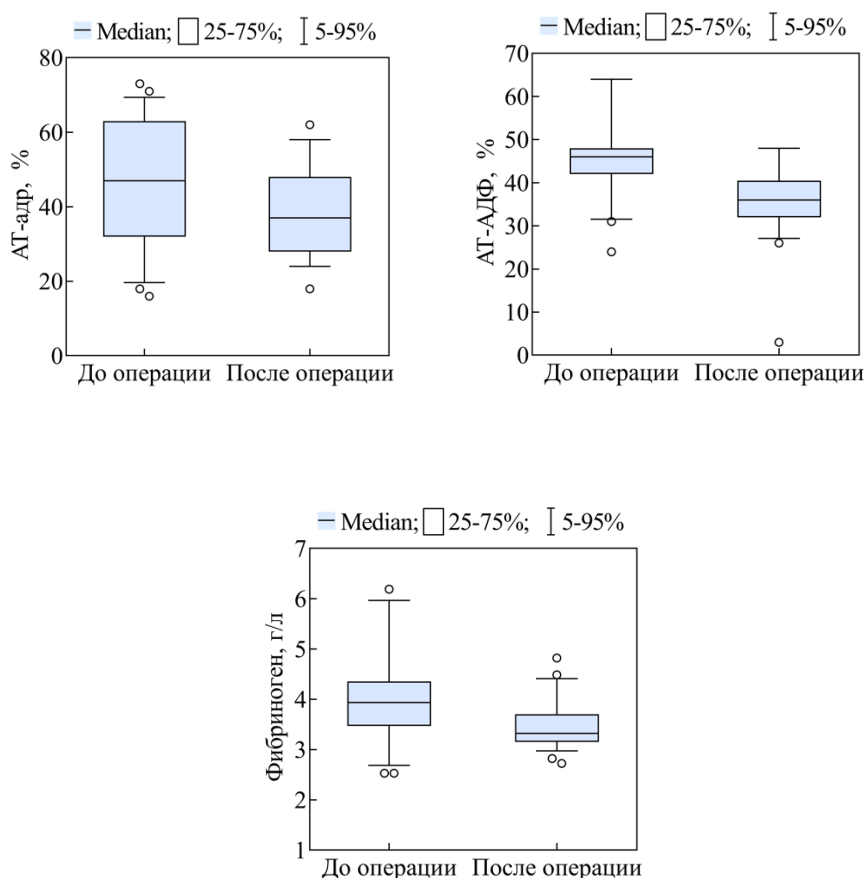 Median; 25-75%; 5-95%
80
60
40
20
0
АТ-адр, %
До операции После операции
Median; 25-75%; 5-95%
70
60
50
40
30
20
10
0
АТ-АДФ, %
До операции После операции
Median; 25-75%; 5-95%
7
6
5
4
3
2
1
Фибриноген, г/л
До операции После операции